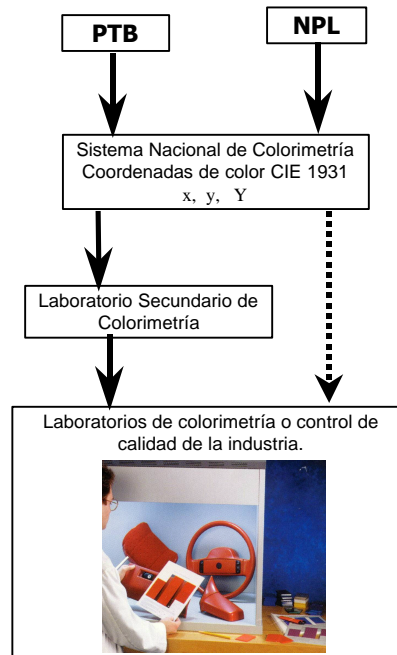 PTB
NPL
Sistema Nacional de Colorimetría
Coordenadas de color CIE 1931
x, y, Y
Laboratorio Secundario de
Colorimetría
Laboratorios de colorimetría o control de
calidad de la industria.